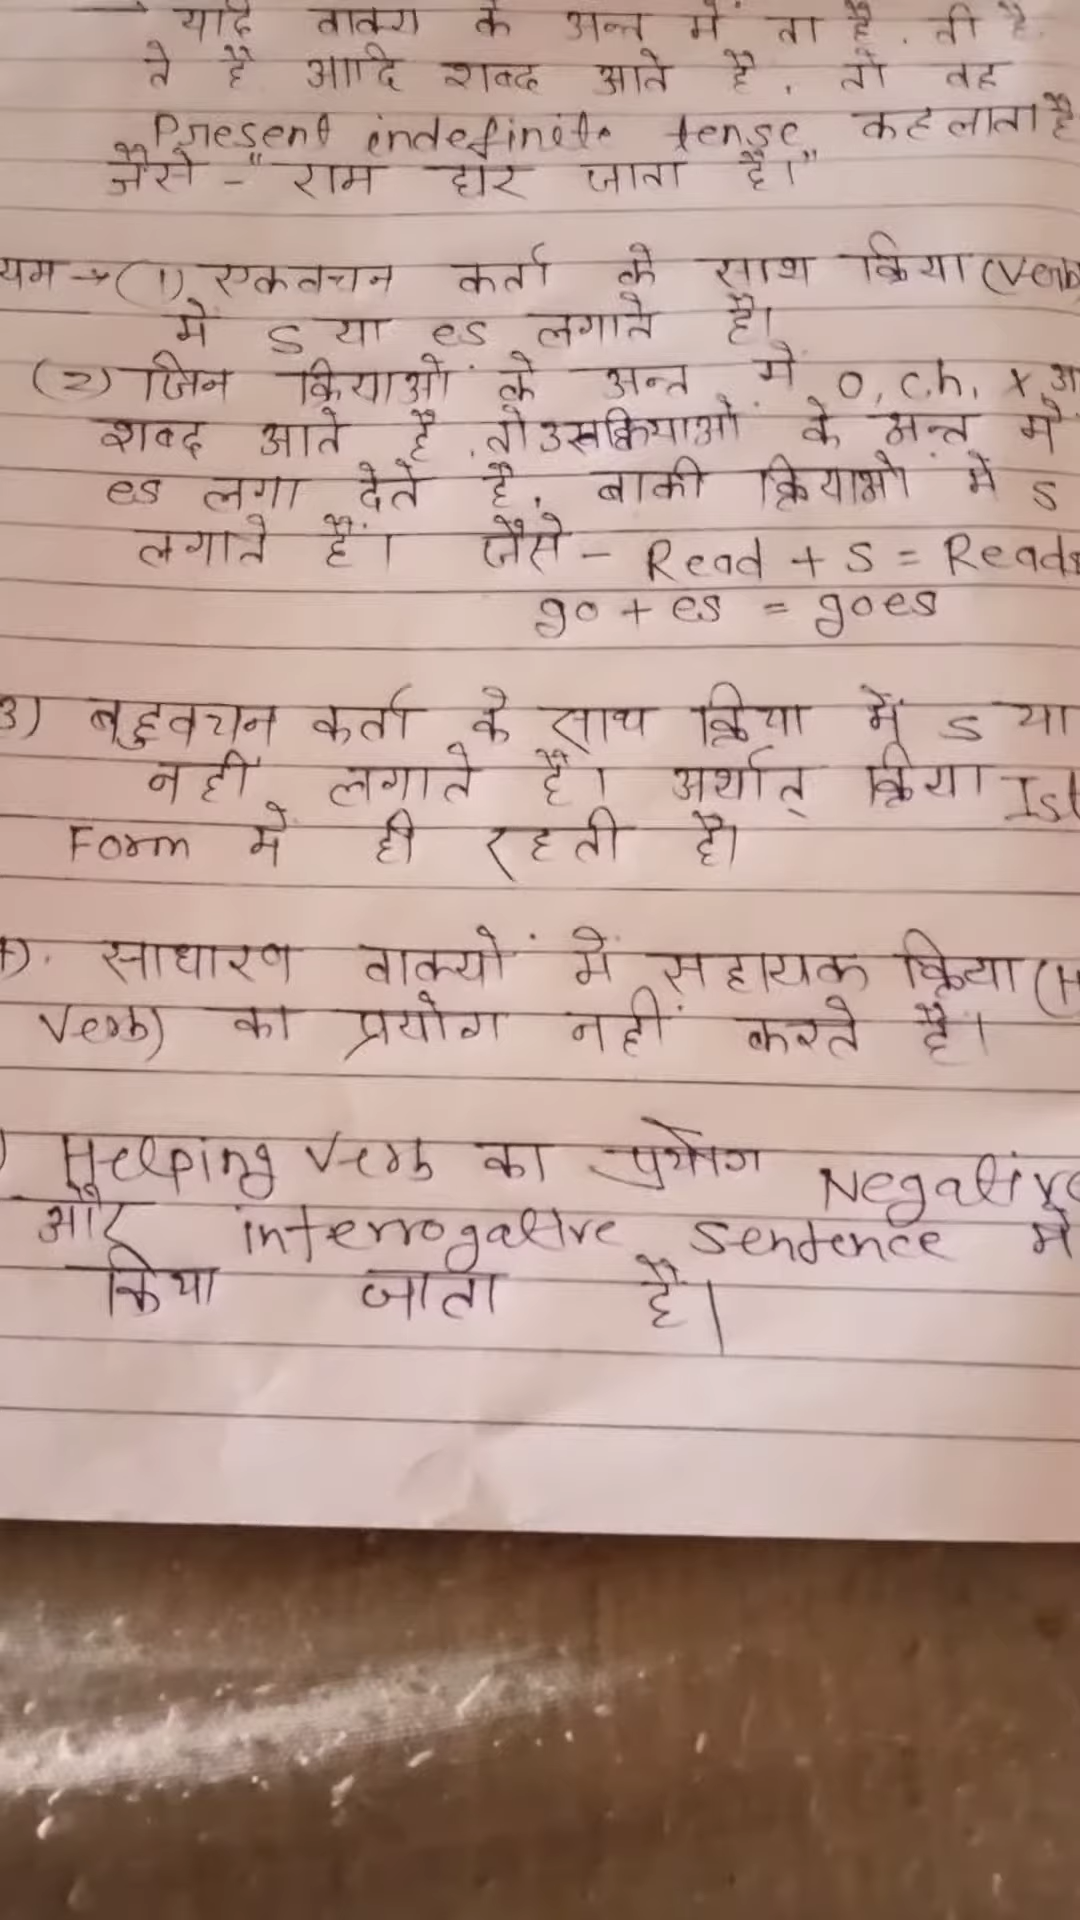 → यदि वाक्य के अन्त में ता है. ती है.
ते है आदि शब्द आते है, तो वह
Present indefinite tense कहलाता है
जैसे - "राम घर जाता है।"
यम → (1) एकवचन कर्ता के साथ क्रिया (Verb
में s या es लगाते है।
(2) जिन क्रियाओं के अन्त में o, ch, x
शब्द आते है, तो उस क्रियाओं के अन्त में
es लगा देते है, बाकी क्रियाओं में s
लगाते है। जैसे - Read + s = Reads
go + es = goes
3) बहुवचन कर्ता के साथ क्रिया में s या
नहीं लगाते है। अर्थात् क्रिया Ist
Form में ही रहती है।
साधारण वाक्यों में सहायक क्रिया (H
Verb) का प्रयोग नहीं करते है।
) Helping Verb का प्रयोग Negative
और interrogative sentence में
किया जाता है।